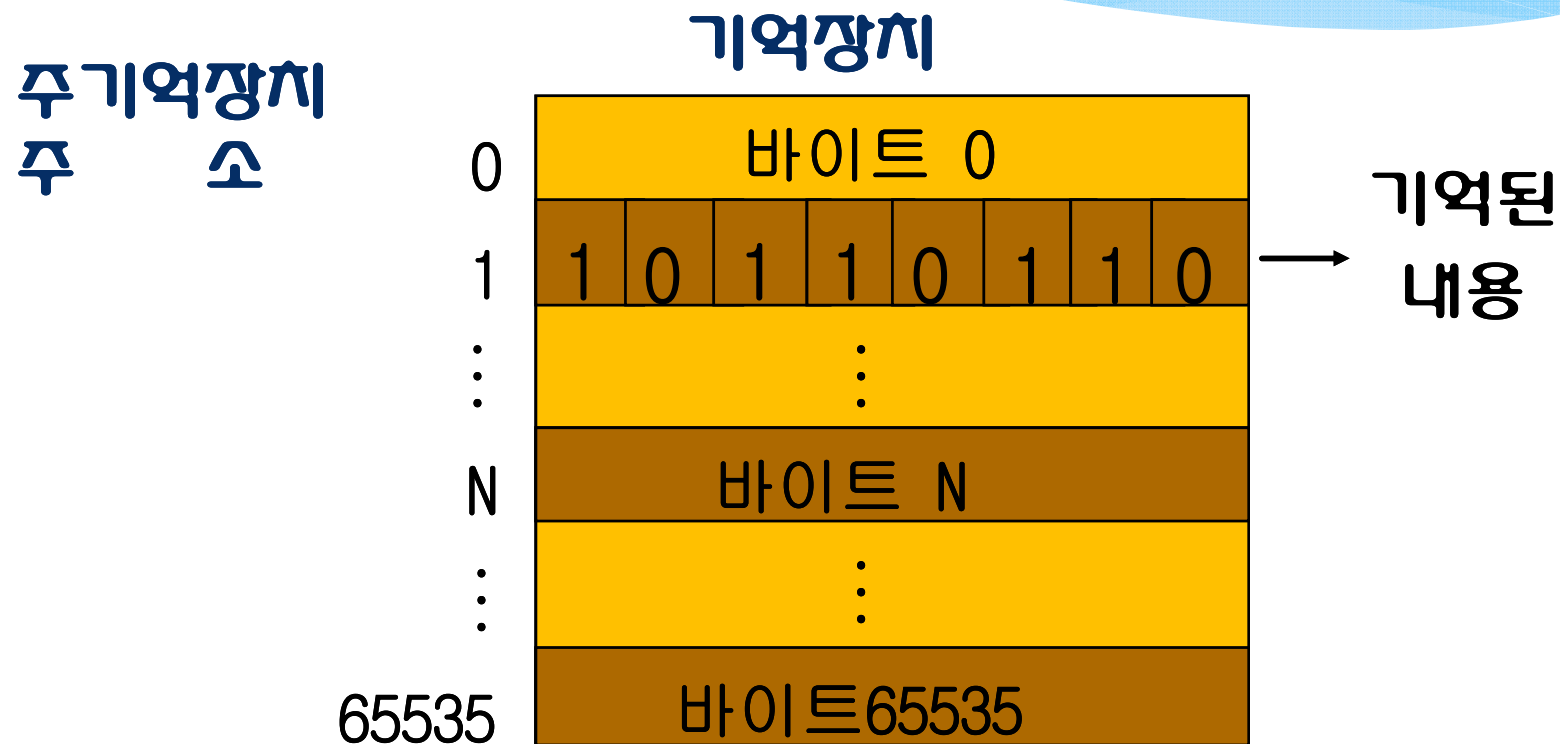 기억장치
주기억장치
주 소
0 바이트 0
1 1 0 1 1 0 1 1 0 → 기억된
내용
⋮ ⋮
N 바이트 N
⋮ ⋮
65535 바이트65535